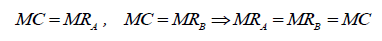 MC = MR_A , MC = MR_B ⇒ MR_A = MR_B = MC